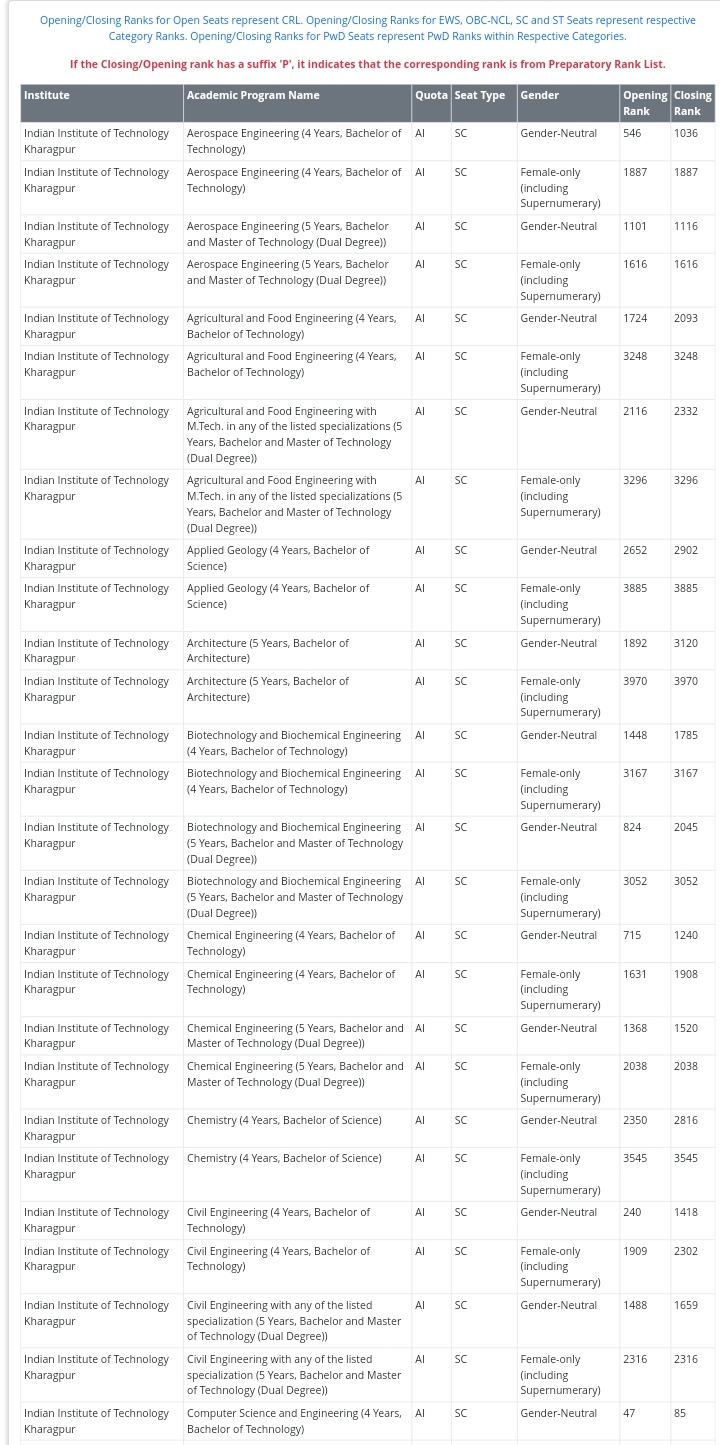 Opening/Closing Ranks for Open Seats represent CRL. Opening/Closing Ranks for EWS, OBC-NCL, SC and ST Seats represent respective
Category Ranks. Opening/Closing Ranks for PwD Seats represent PwD Ranks within Respective Categories.
If the Closing/Opening rank has a suffix 'P', it indicates that the corresponding rank is from Preparatory Rank List.
Institute Academic Program Name Quota Seat Type Gender Opening Closing
Rank Rank
Indian Institute of Technology Aerospace Engineering (4 Years, Bachelor of AI SC Gender-Neutral 546 1036
Kharagpur Technology)
Indian Institute of Technology Aerospace Engineering (4 Years, Bachelor of AI SC Female-only 1887 1887
Kharagpur Technology) (including
Supernumerary)
Indian Institute of Technology Aerospace Engineering (5 Years, Bachelor AI SC Gender-Neutral 1101 1116
Kharagpur and Master of Technology (Dual Degree))
Indian Institute of Technology Aerospace Engineering (5 Years, Bachelor AI SC Female-only 1616 1616
Kharagpur and Master of Technology (Dual Degree)) (including
Supernumerary)
Indian Institute of Technology Agricultural and Food Engineering (4 Years, AI SC Gender-Neutral 1724 2093
Kharagpur Bachelor of Technology)
Indian Institute of Technology Agricultural and Food Engineering (4 Years, AI SC Female-only 3248 3248
Kharagpur Bachelor of Technology) (including
Supernumerary)
Indian Institute of Technology Agricultural and Food Engineering with AI SC Gender-Neutral 2116 2332
Kharagpur M.Tech. in any of the listed specializations (5
Years, Bachelor and Master of Technology
(Dual Degree))
Indian Institute of Technology Agricultural and Food Engineering with AI SC Female-only 3296 3296
Kharagpur M.Tech. in any of the listed specializations (5 (including
Years, Bachelor and Master of Technology Supernumerary)
(Dual Degree))
Indian Institute of Technology Applied Geology (4 Years, Bachelor of AI SC Gender-Neutral 2652 2902
Kharagpur Science)
Indian Institute of Technology Applied Geology (4 Years, Bachelor of AI SC Female-only 3885 3885
Kharagpur Science) (including
Supernumerary)
Indian Institute of Technology Architecture (5 Years, Bachelor of AI SC Gender-Neutral 1892 3120
Kharagpur Architecture)
Indian Institute of Technology Architecture (5 Years, Bachelor of AI SC Female-only 3970 3970
Kharagpur Architecture) (including
Supernumerary)
Indian Institute of Technology Biotechnology and Biochemical Engineering AI SC Gender-Neutral 1448 1785
Kharagpur (4 Years, Bachelor of Technology)
Indian Institute of Technology Biotechnology and Biochemical Engineering AI SC Female-only 3167 3167
Kharagpur (4 Years, Bachelor of Technology) (including
Supernumerary)
Indian Institute of Technology Biotechnology and Biochemical Engineering AI SC Gender-Neutral 824 2045
Kharagpur (5 Years, Bachelor and Master of Technology
(Dual Degree))
Indian Institute of Technology Biotechnology and Biochemical Engineering AI SC Female-only 3052 3052
Kharagpur (5 Years, Bachelor and Master of Technology (including
(Dual Degree)) Supernumerary)
Indian Institute of Technology Chemical Engineering (4 Years, Bachelor of AI SC Gender-Neutral 715 1240
Kharagpur Technology)
Indian Institute of Technology Chemical Engineering (4 Years, Bachelor of AI SC Female-only 1631 1908
Kharagpur Technology) (including
Supernumerary)
Indian Institute of Technology Chemical Engineering (5 Years, Bachelor and AI SC Gender-Neutral 1368 1520
Kharagpur Master of Technology (Dual Degree))
Indian Institute of Technology Chemical Engineering (5 Years, Bachelor and AI SC Female-only 2038 2038
Kharagpur Master of Technology (Dual Degree)) (including
Supernumerary)
Indian Institute of Technology Chemistry (4 Years, Bachelor of Science) AI SC Gender-Neutral 2350 2816
Kharagpur
Indian Institute of Technology Chemistry (4 Years, Bachelor of Science) AI SC Female-only 3545 3545
Kharagpur (including
Supernumerary)
Indian Institute of Technology Civil Engineering (4 Years, Bachelor of AI SC Gender-Neutral 240 1418
Kharagpur Technology)
Indian Institute of Technology Civil Engineering (4 Years, Bachelor of AI SC Female-only 1909 2302
Kharagpur Technology) (including
Supernumerary)
Indian Institute of Technology Civil Engineering with any of the listed AI SC Gender-Neutral 1488 1659
Kharagpur specialization (5 Years, Bachelor and Master
of Technology (Dual Degree))
Indian Institute of Technology Civil Engineering with any of the listed AI SC Female-only 2316 2316
Kharagpur specialization (5 Years, Bachelor and Master (including
of Technology (Dual Degree)) Supernumerary)
Indian Institute of Technology Computer Science and Engineering (4 Years, AI SC Gender-Neutral 47 85
Kharagpur Bachelor of Technology)